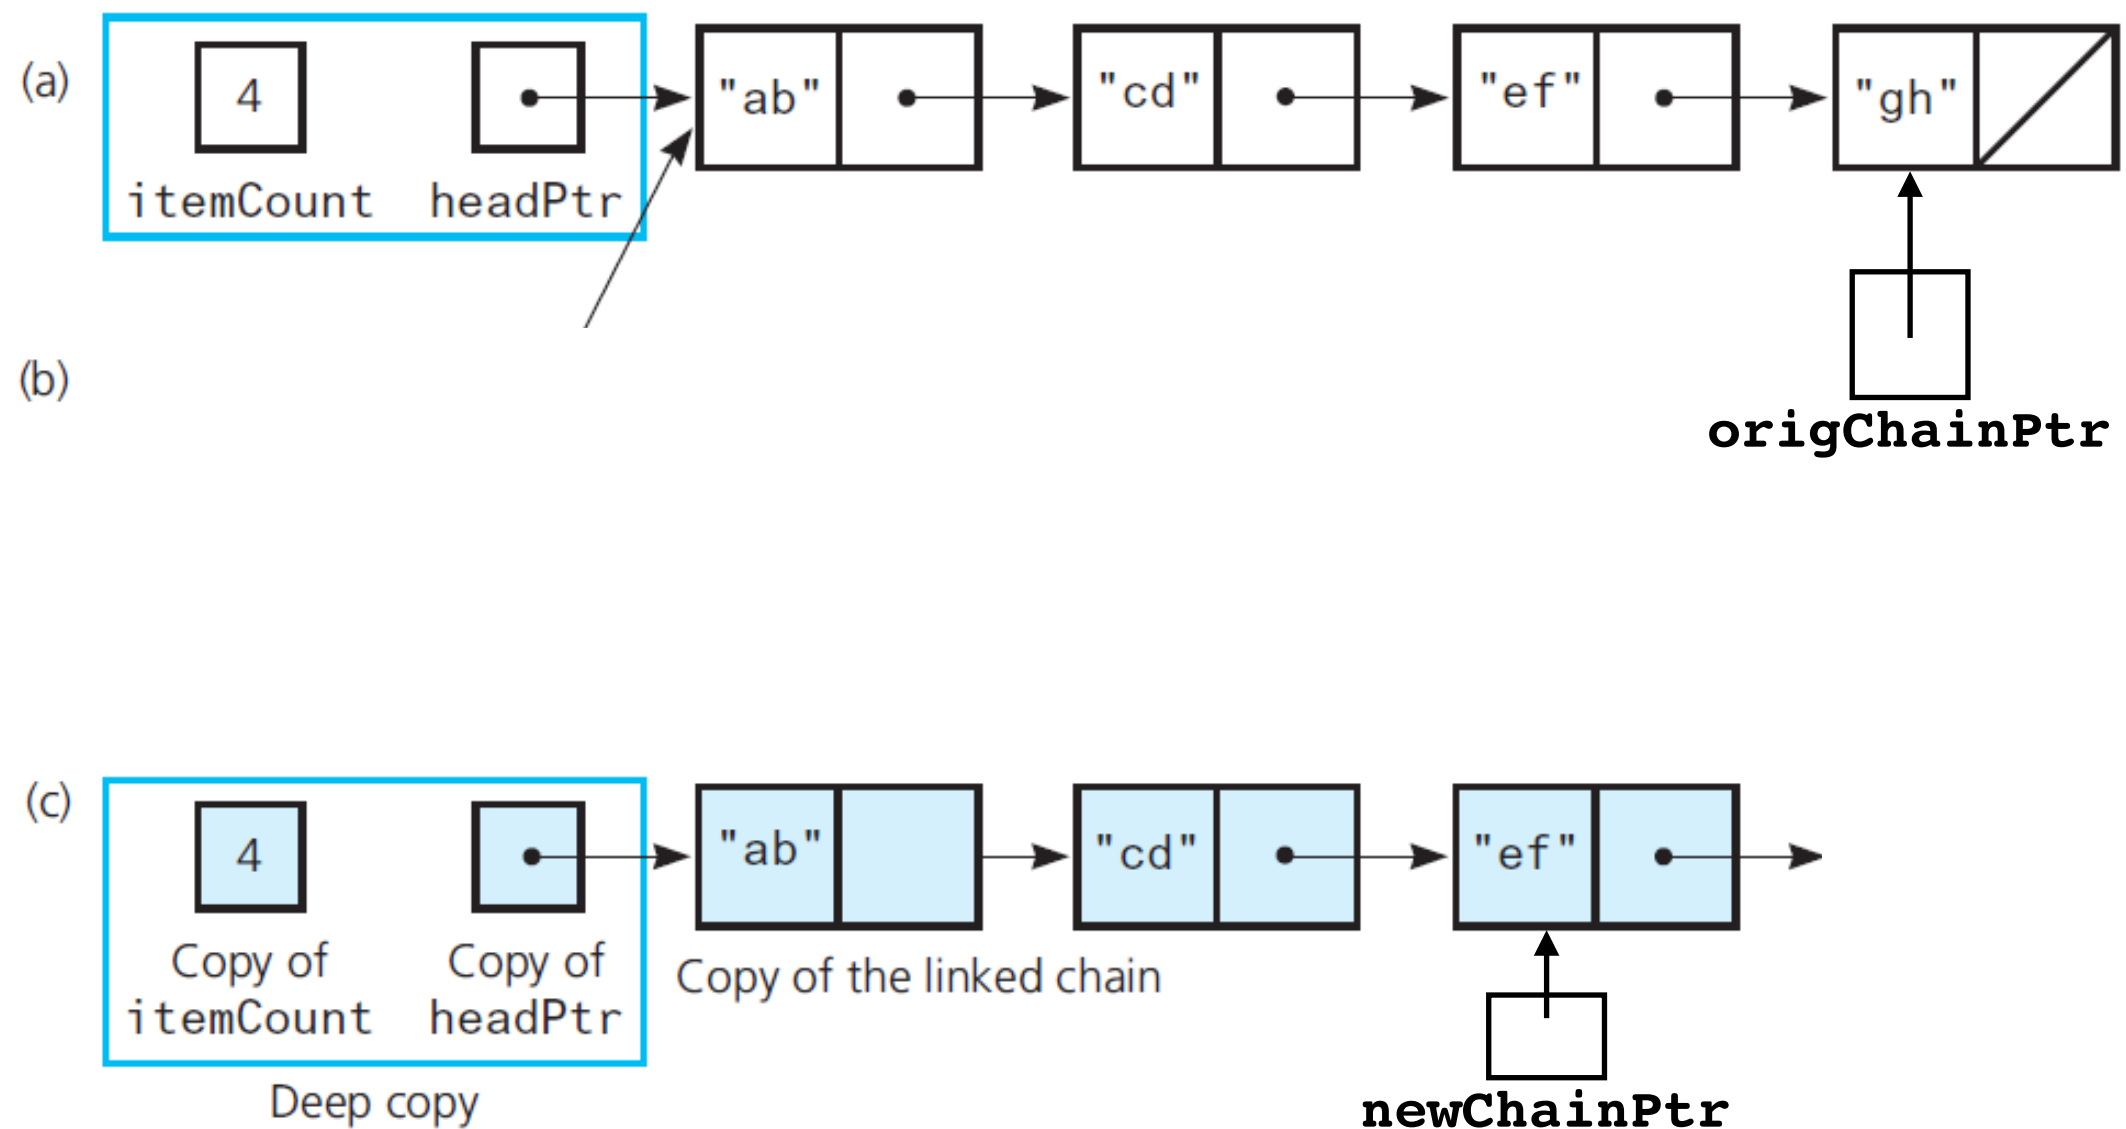 (a)
4
itemCount headPtr
"ab" "cd" "ef" "gh"
origChainPtr
(b)
(c)
4
Copy of itemCount
Copy of headPtr
"ab" "cd" "ef"
Copy of the linked chain
Deep copy
newChainPtr